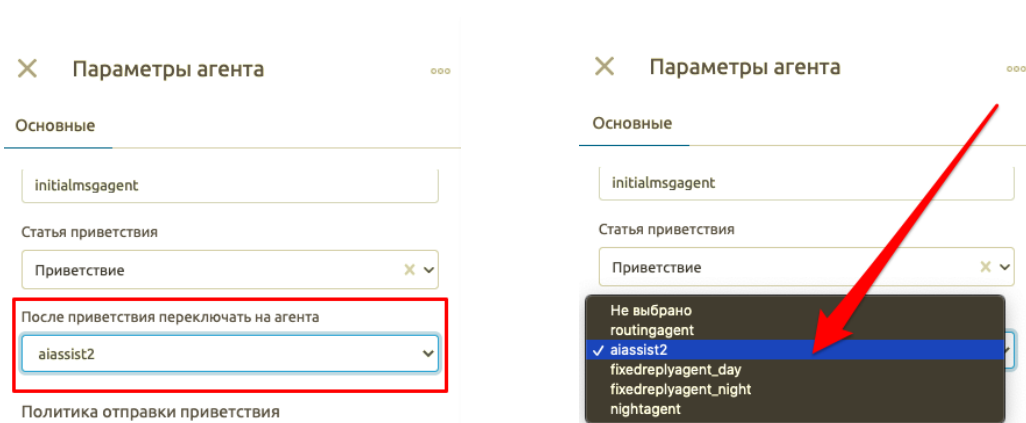 Параметры агента
Основные
initialmsgagent
Статья приветствия
Приветствие
После приветствия переключать на агента
aiassist2
Политика отправки приветствия
Параметры агента
Основные
initialmsgagent
Статья приветствия
Приветствие
Не выбрано
routingagent
aiassist2
fixedreplyagent_day
fixedreplyagent_night
nightagent